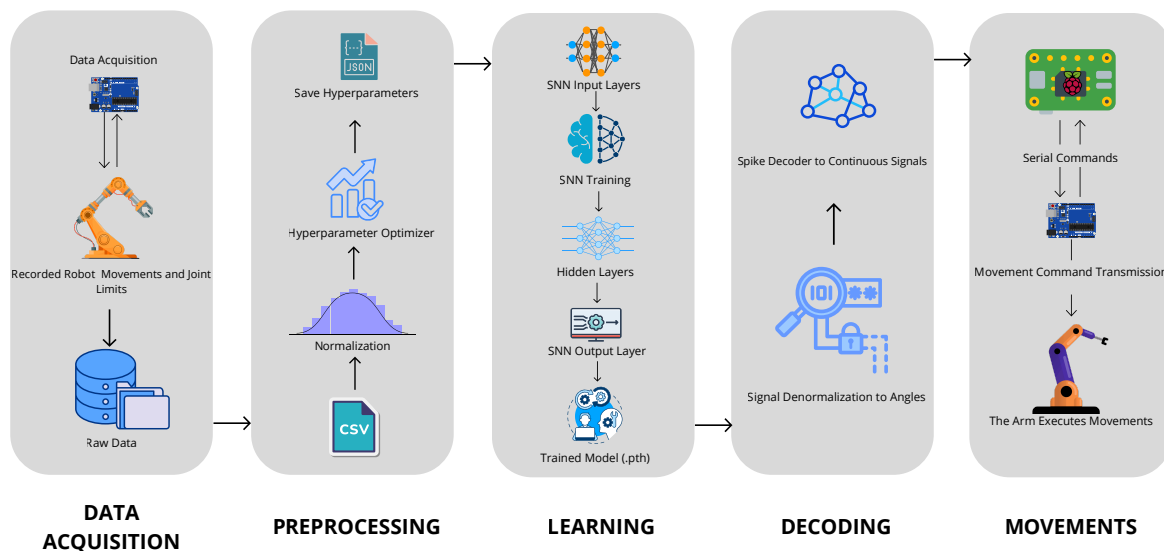 Data Acquisition
Recorded Robot Movements and Joint
Limits
Raw Data
DATA
ACQUISITION
{...}
JSON
Save Hyperparameters
Hyperparameter Optimizer
Normalization
CSV
PREPROCESSING
SNN Input Layers
SNN Training
Hidden Layers
SNN Output Layer
Trained Model (.pth)
LEARNING
Spike Decoder to Continuous Signals
101 **
Signal Denormalization to Angles
DECODING
Serial Commands
Movement Command Transmission
The Arm Executes Movements
MOVEMENTS